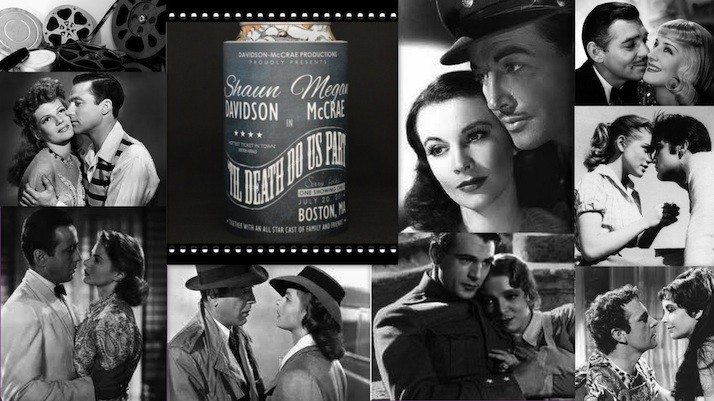 DAVIDSON-McCRAE PRODUCTIONS
PROUDLY PRESENTS
Shaun Megan
DAVIDSON IN McCRAE
TIL DEATH DO US PART
ONE SHOWING ONLY
JULY 20,
BOSTON, MA
TOGETHER WITH AN ALL STAR CAST OF FAMILY AND FRIENDS